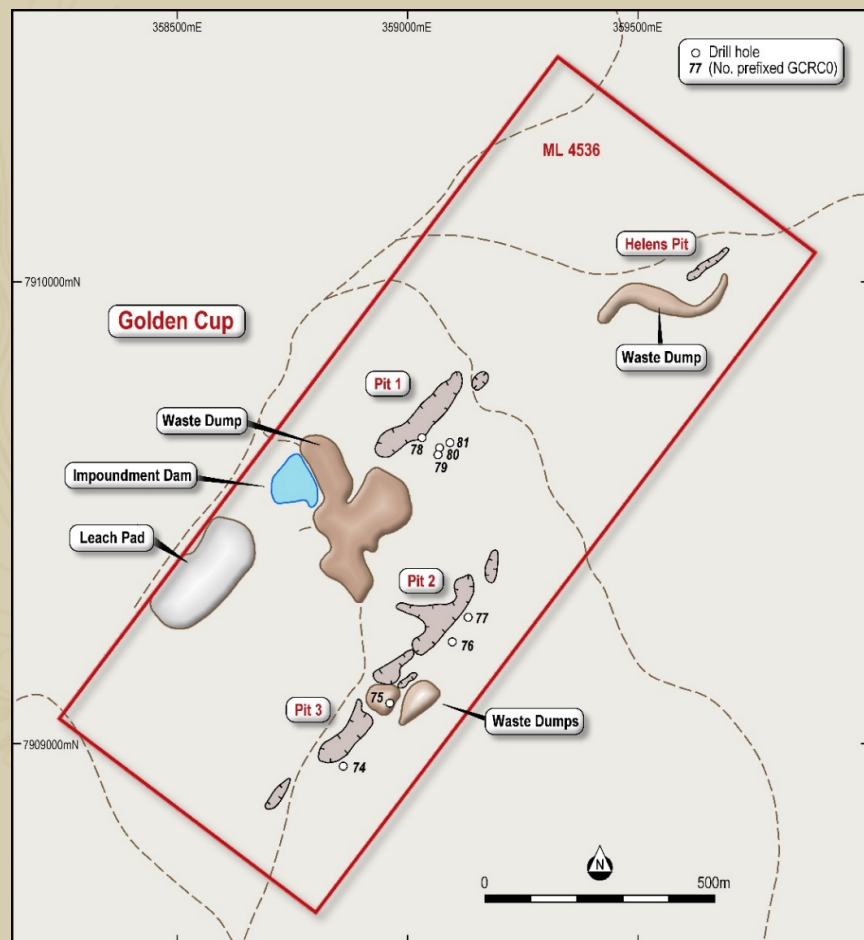 358500mE
359000mE
359500mE
Drill hole
77 (No. prefixed GCRC0)
ML 4536
Helens Pit
7910000mN
Golden Cup
Waste Dump
Pit 1
Waste Dump
78
81
80
79
Impoundment Dam
Leach Pad
Pit 2
77
76
75
Pit 3
Waste Dumps
7909000mN
74
N
0
500m